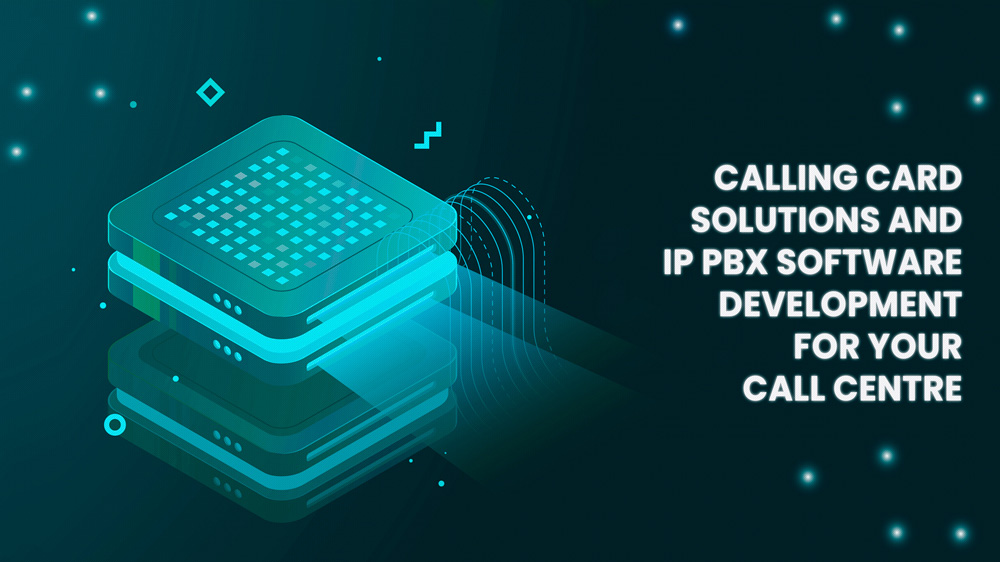 CALLING CARD
SOLUTIONS AND
IP PBX SOFTWARE
DEVELOPMENT
FOR YOUR
CALL CENTRE